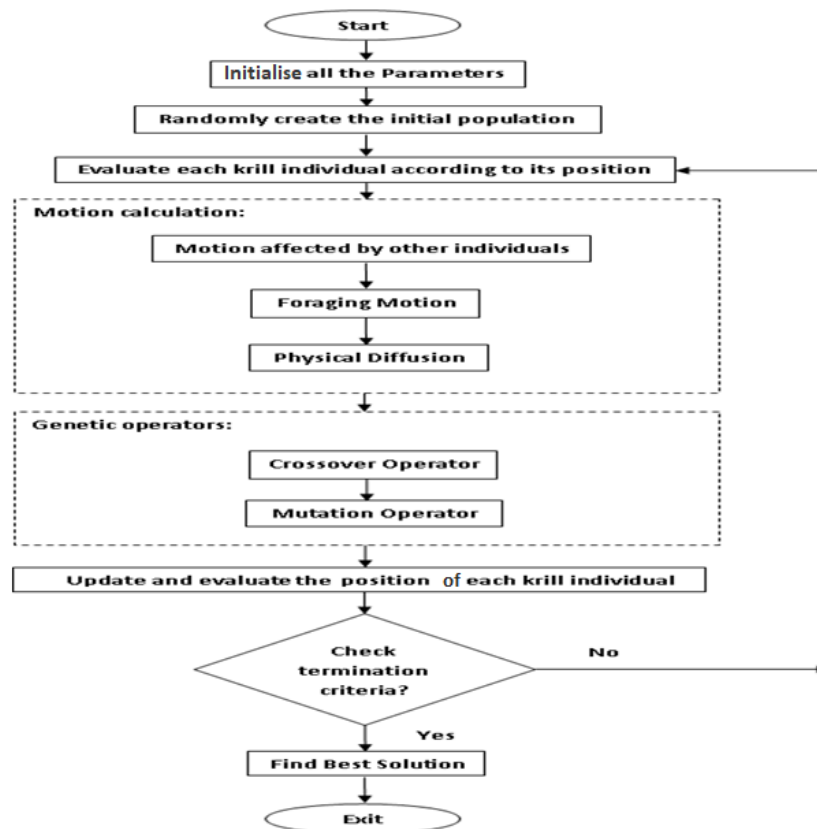 Start
Initialise all the Parameters
Randomly create the initial population
Evaluate each krill individual according to its position
Motion calculation:
Motion affected by other individuals
Foraging Motion
Physical Diffusion
Genetic operators:
Crossover Operator
Mutation Operator
Update and evaluate the position of each krill individual
Check
termination
criteria?
No
Yes
Find Best Solution
Exit